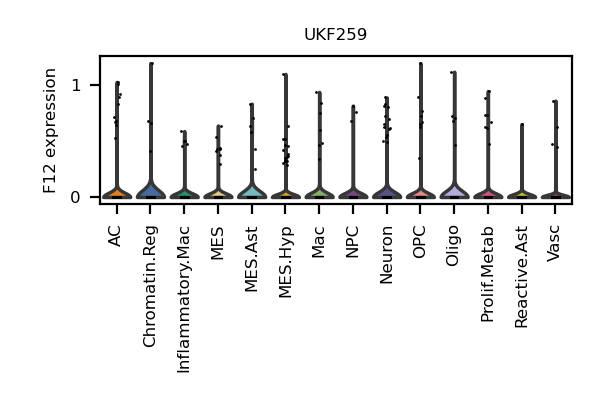 UKF259
F12 expression
1
0
AC
Chromatin.Reg
Inflammatory.Mac
MES
MES.Ast
MES.Hyp
Mac
NPC
Neuron
OPC
Oligo
Prolif.Metab
Reactive.Ast
Vasc